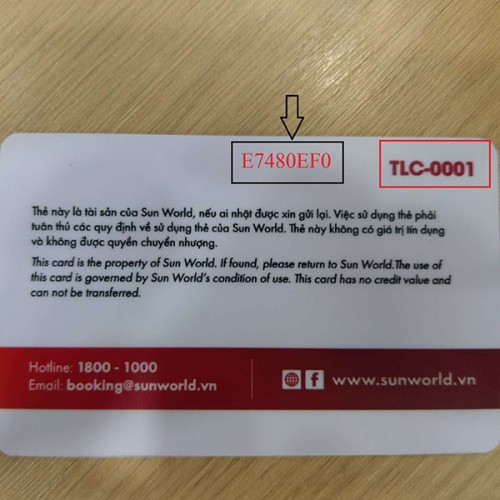 E7480EF0
TLC-0001
Thẻ này là tài sản của Sun World, nếu ai nhặt được xin gửi lại. Việc sử dụng thẻ phải
tuân thủ các quy định về sử dụng thẻ của Sun World. Thẻ này không có giá trị tín dụng
và không được quyền chuyển nhượng.
This card is the property of Sun World. If found, please return to Sun World.The use of
this card is governed by Sun World's condition of use. This card has no credit value and
can not be transferred.
Hotline: 1800 - 1000
Email: booking@sunworld.vn
www.sunworld.vn